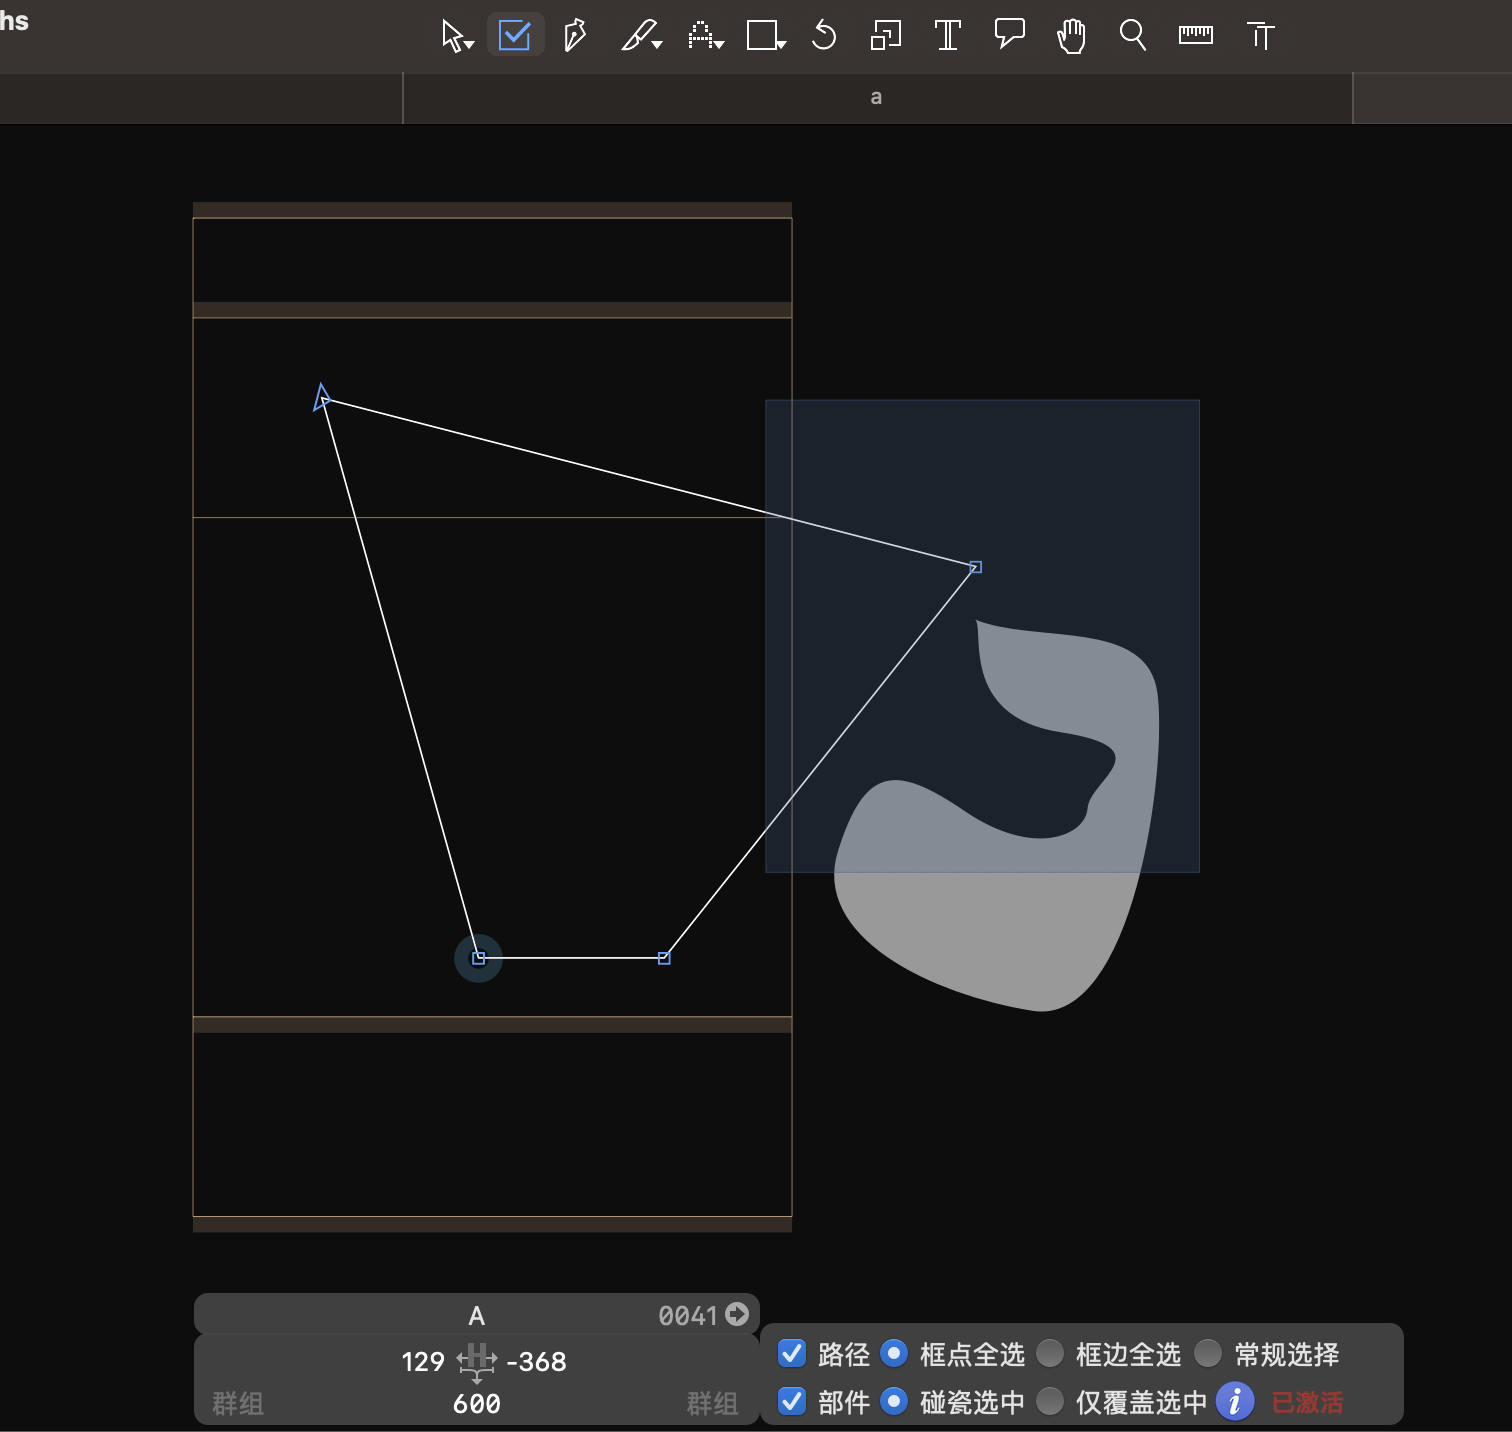 hs
a
A 0041
129 -368
群组 600 群组
路径 框点全选 框边全选 常规选择
部件 碰瓷选中 仅覆盖选中 i 已激活